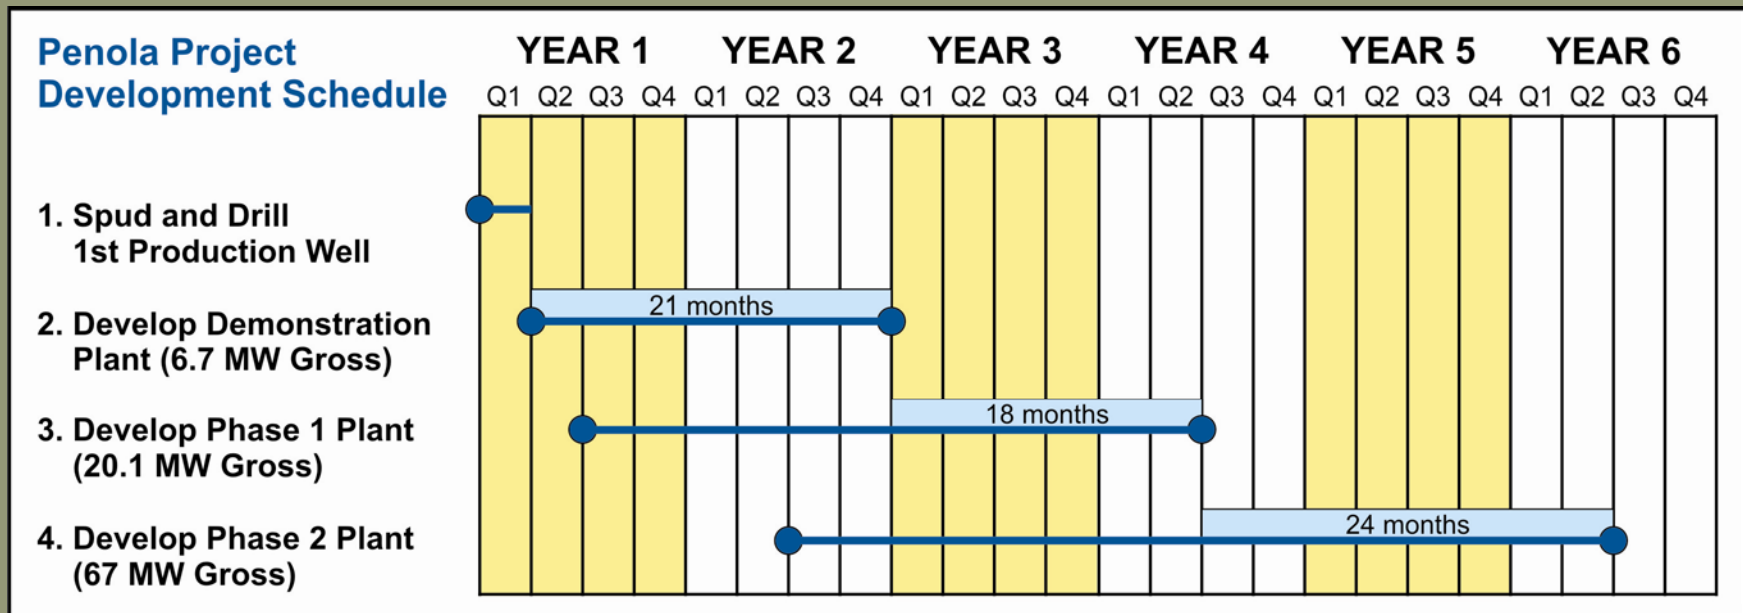 Penola Project
Development Schedule
YEAR 1 YEAR 2 YEAR 3 YEAR 4 YEAR 5 YEAR 6
Q1 Q2 Q3 Q4 Q1 Q2 Q3 Q4 Q1 Q2 Q3 Q4 Q1 Q2 Q3 Q4 Q1 Q2 Q3 Q4 Q1 Q2 Q3 Q4
1. Spud and Drill
1st Production Well
21 months
2. Develop Demonstration
Plant (6.7 MW Gross)
18 months
3. Develop Phase 1 Plant
(20.1 MW Gross)
24 months
4. Develop Phase 2 Plant
(67 MW Gross)